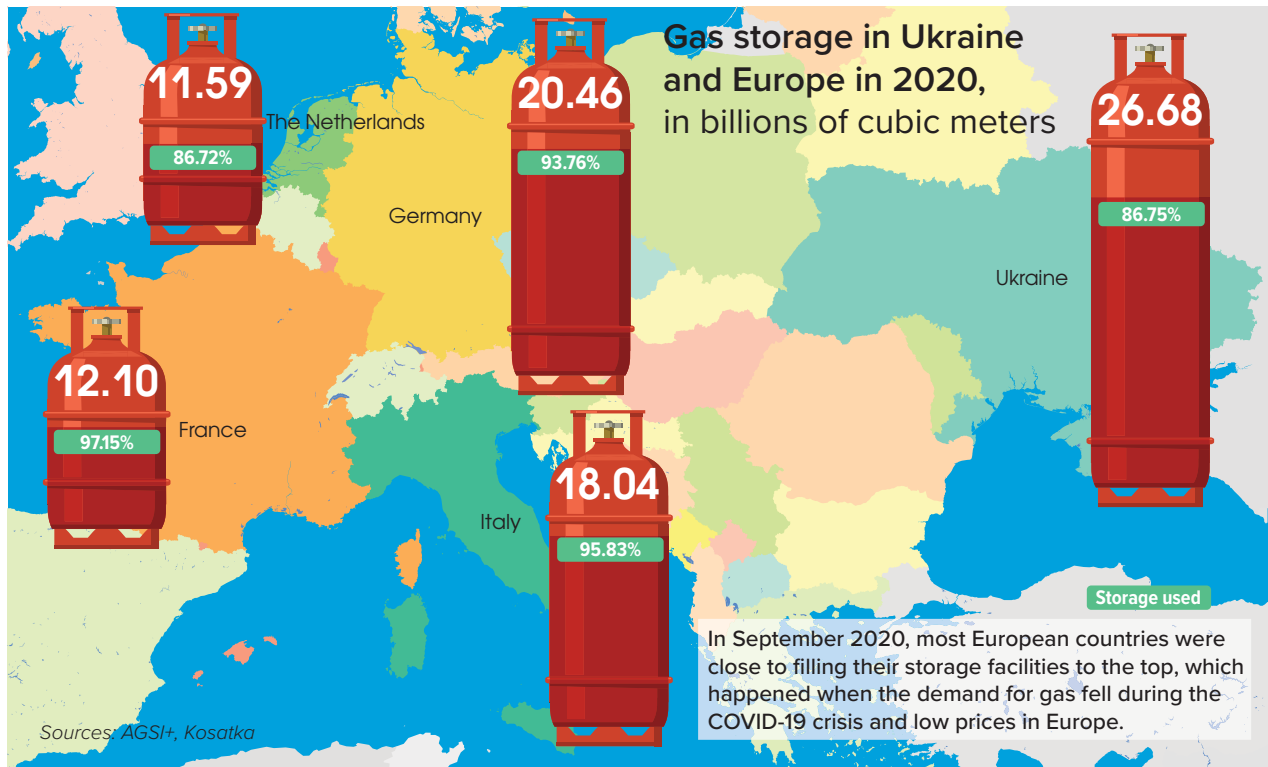 Gas storage in Ukraine
and Europe in 2020,
in billions of cubic meters
11.59
86.72%
The Netherlands
20.46
93.76%
Germany
26.68
86.75%
Ukraine
12.10
97.15%
France
18.04
95.83%
Italy
Storage used
In September 2020, most European countries were
close to filling their storage facilities to the top, which
happened when the demand for gas fell during the
COVID-19 crisis and low prices in Europe.
Sources: AGSI+, Kosatka